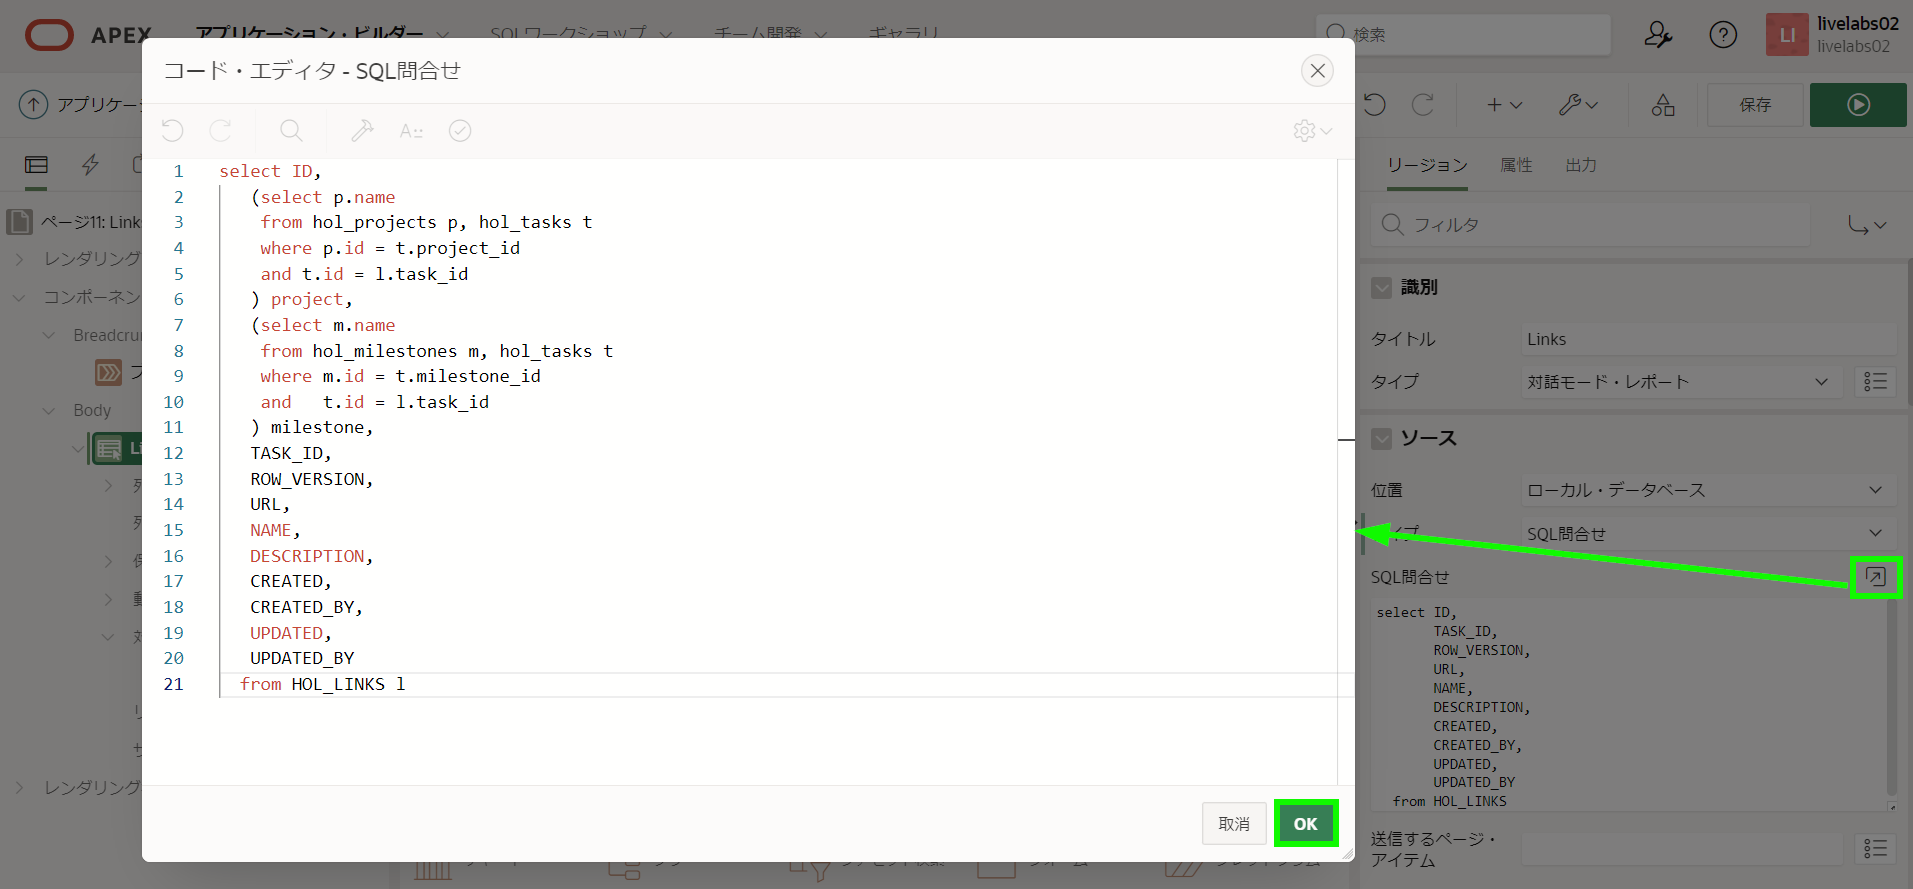 APEX
アプリケーション・ビルダー
SQLワークショップ
チーム開発
ギャラリ
検索
LI
livelabs02
livelabs02
アプリケー
保存
コード・エディタ - SQL問合せ
1 select ID,
2 (select p.name
3 from hol_projects p, hol_tasks t
4 where p.id = t.project_id
5 and t.id = l.task_id
6 ) project,
7 (select m.name
8 from hol_milestones m, hol_tasks t
9 where m.id = t.milestone_id
10 and   t.id = l.task_id
11 ) milestone,
12 TASK_ID,
13 ROW_VERSION,
14 URL,
15 NAME,
16 DESCRIPTION,
17 CREATED,
18 CREATED_BY,
19 UPDATED,
20 UPDATED_BY
21 from HOL_LINKS l
取消
OK
ページ11: Link
レンダリング
コンポーネン
Breadcru
Body
Li
レンダリング
リージョン
属性
出力
フィルタ
識別
タイトル
Links
タイプ
対話モード・レポート
ソース
位置
ローカル・データベース
イプ
SQL問合せ
SQL問合せ
select ID,
TASK_ID,
ROW_VERSION,
URL,
NAME,
DESCRIPTION,
CREATED,
CREATED_BY,
UPDATED,
UPDATED_BY
from HOL_LINKS
送信するページ・
アイテム